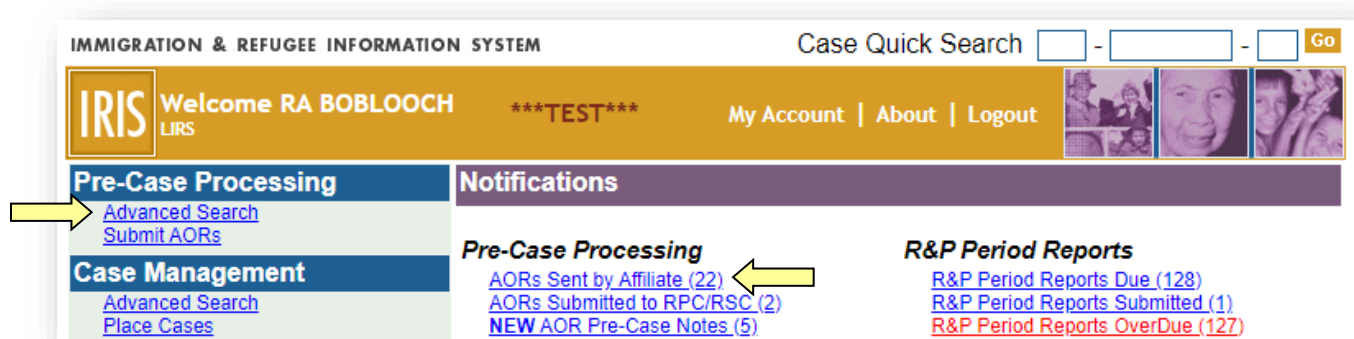 IMMIGRATION & REFUGEE INFORMATION SYSTEM
Case Quick Search - - Go
IRIS Welcome RA BOBLOOCH
LIRS
***TEST***
My Account | About | Logout
Pre-Case Processing
Advanced Search
Submit AORs
Case Management
Advanced Search
Place Cases
Notifications
Pre-Case Processing
AORs Sent by Affiliate (22)
AORs Submitted to RPC/RSC (2)
NEW AOR Pre-Case Notes (5)
R&P Period Reports
R&P Period Reports Due (128)
R&P Period Reports Submitted (1)
R&P Period Reports OverDue (127)